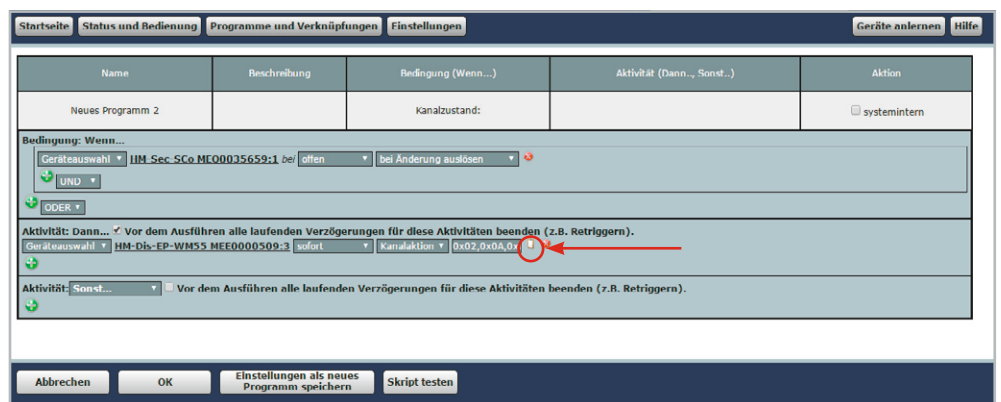 Startseite Status und Bedienung Programme und Verknüpfungen Einstellungen Geräte anlernen Hilfe
Name Beschreibung Bedingung (Wenn...) Aktivität (Dann.., Sonst..) Aktion
Neues Programm 2 Kanalzustand: systemintern
Bedingung: Wenn...
Geräteauswahl HM-Sec-SCo MEQ0035659:1 bei offen bei Änderung auslösen
UND
ODER
Aktivität: Dann... Vor dem Ausführen alle laufenden Verzögerungen für diese Aktivitäten beenden (z.B. Retriggern).
Geräteauswahl HM-Dis-EP-WM55 MEE0000509:3 sofort Kanalaktion 0x02,0x0A,0x
Aktivität: Sonst... Vor dem Ausführen alle laufenden Verzögerungen für diese Aktivitäten beenden (z.B. Retriggern).
Abbrechen OK Einstellungen als neues Programm speichern Skript testen